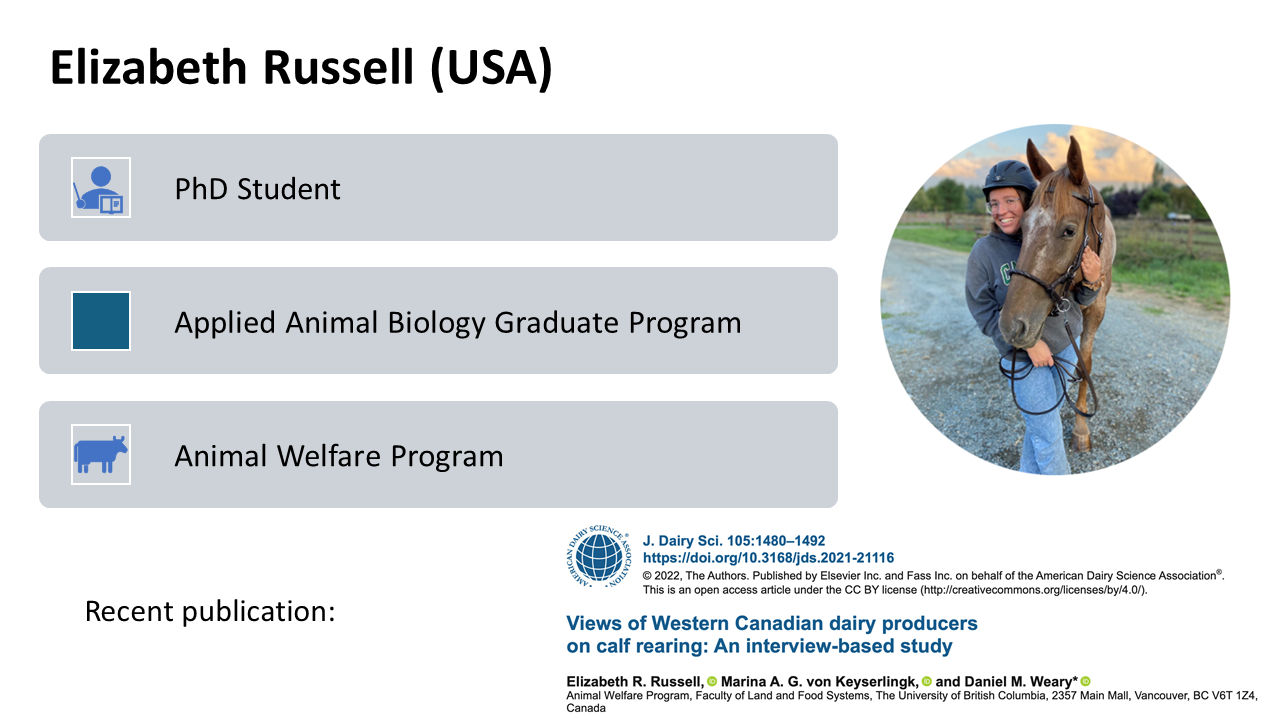 Elizabeth Russell (USA)
PhD Student
Applied Animal Biology Graduate Program
Animal Welfare Program
Recent publication:
AMERICAN DAIRY SCIENCE ASSOCIATION®
J. Dairy Sci. 105:1480–1492
https://doi.org/10.3168/jds.2021-21116
© 2022, The Authors. Published by Elsevier Inc. and Fass Inc. on behalf of the American Dairy Science Association®.
This is an open access article under the CC BY license (http://creativecommons.org/licenses/by/4.0/).
Views of Western Canadian dairy producers
on calf rearing: An interview-based study
Elizabeth R. Russell, iD Marina A. G. von Keyserlingk, iD and Daniel M. Weary* iD
Animal Welfare Program, Faculty of Land and Food Systems, The University of British Columbia, 2357 Main Mall, Vancouver, BC V6T 1Z4,
Canada